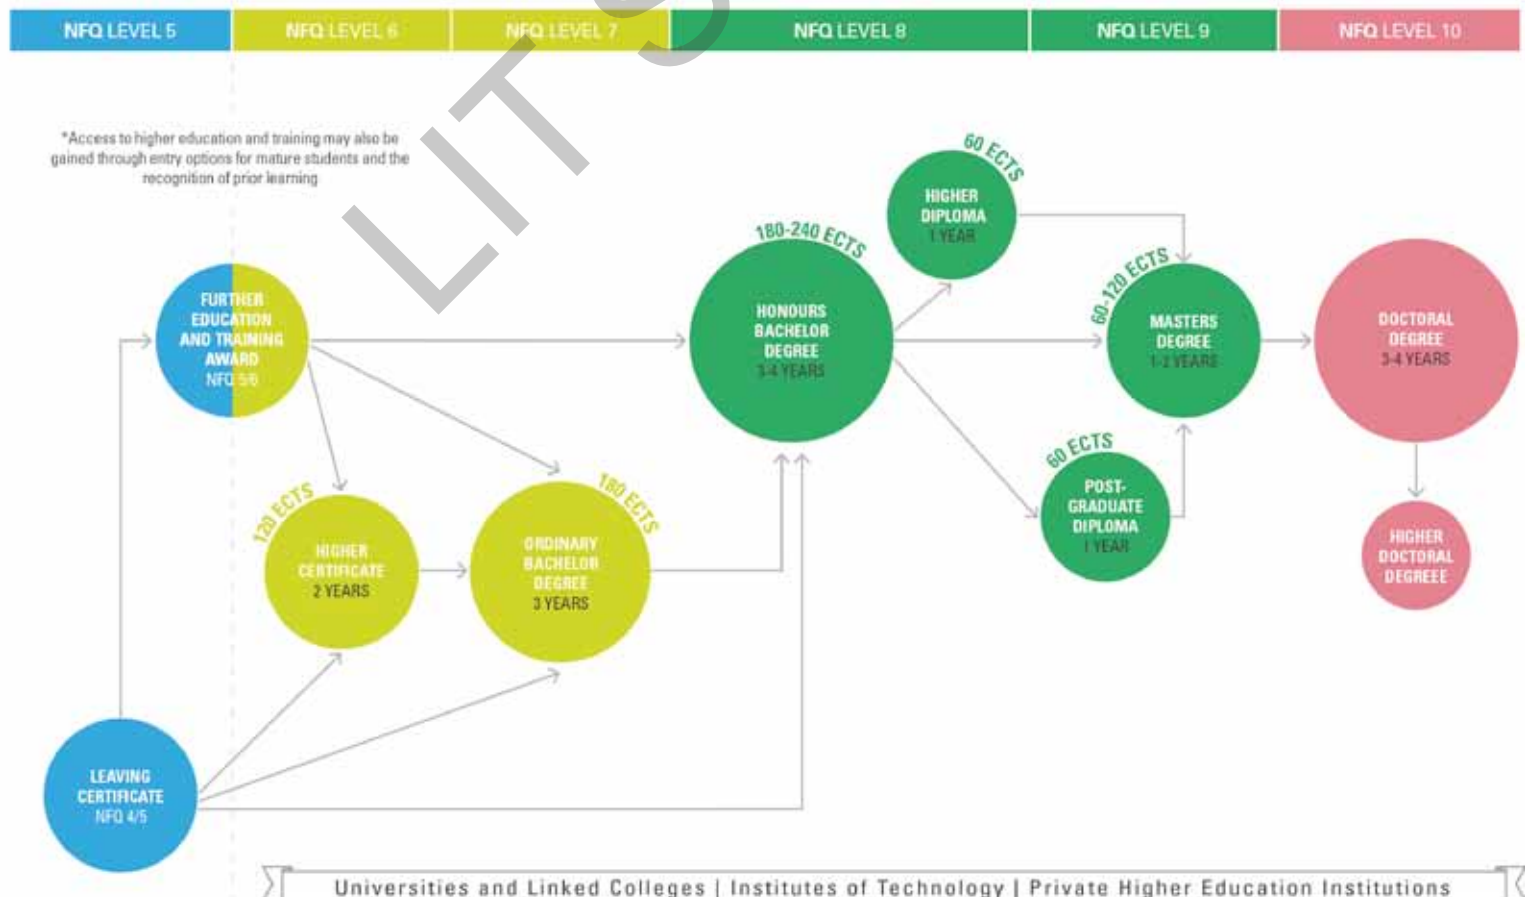 NFQ LEVEL 5
NFQ LEVEL 6
NFQ LEVEL 7
NFQ LEVEL 8
NFQ LEVEL 9
NFQ LEVEL 10
*Access to higher education and training may also be
gained through entry options for mature students and the
recognition of prior learning
LIT S
FURTHER
EDUCATION
AND TRAINING
AWARD
NFQ 5/6
180-240 ECTS
HONOURS
BACHELOR
DEGREE
3-4 YEARS
60 ECTS
HIGHER
DIPLOMA
1 YEAR
60-120 ECTS
MASTERS
DEGREE
1-2 YEARS
DOCTORAL
DEGREE
3-4 YEARS
120 ECTS
HIGHER
CERTIFICATE
2 YEARS
180 ECTS
ORDINARY
BACHELOR
DEGREE
3 YEARS
60 ECTS
POST-
GRADUATE
DIPLOMA
1 YEAR
HIGHER
DOCTORAL
DEGREEE
LEAVING
CERTIFICATE
NFQ 4/5
Universities and Linked Colleges | Institutes of Technology | Private Higher Education Institutions